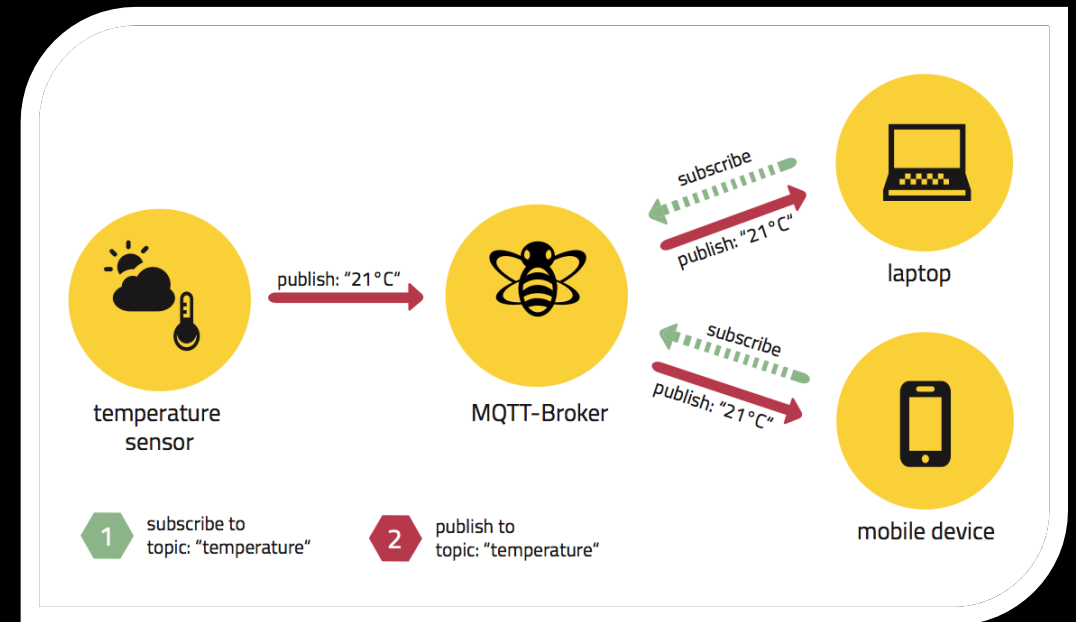 subscribe
publish: “21°C“
laptop
publish: “21°C“
temperature
sensor
MQTT-Broker
subscribe
publish: “21°C“
mobile device
1
subscribe to
topic: “temperature“
2
publish to
topic: “temperature“